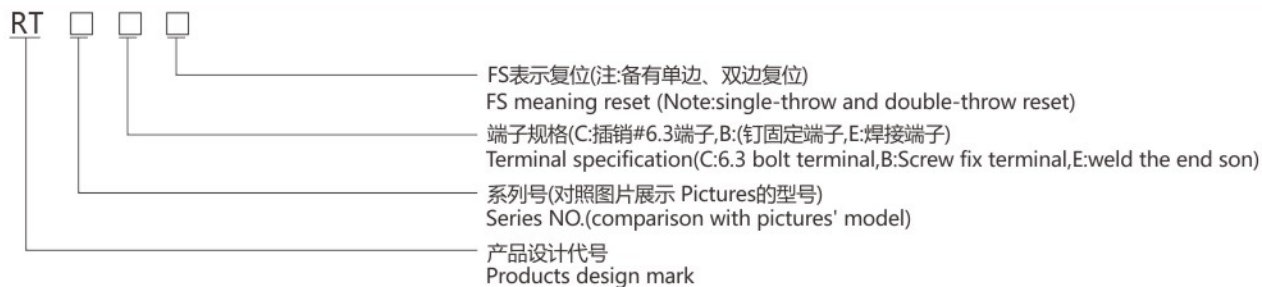 RT □ □ □
FS表示复位(注:备有单边、双边复位)
FS meaning reset (Note:single-throw and double-throw reset)
端子规格(C:插销#6.3端子,B:(钉固定端子,E:焊接端子)
Terminal specification(C:6.3 bolt terminal,B:Screw fix terminal,E:weld the end son)
系列号(对照图片展示 Pictures的型号)
Series NO.(comparison with pictures' model)
产品设计代号
Products design mark